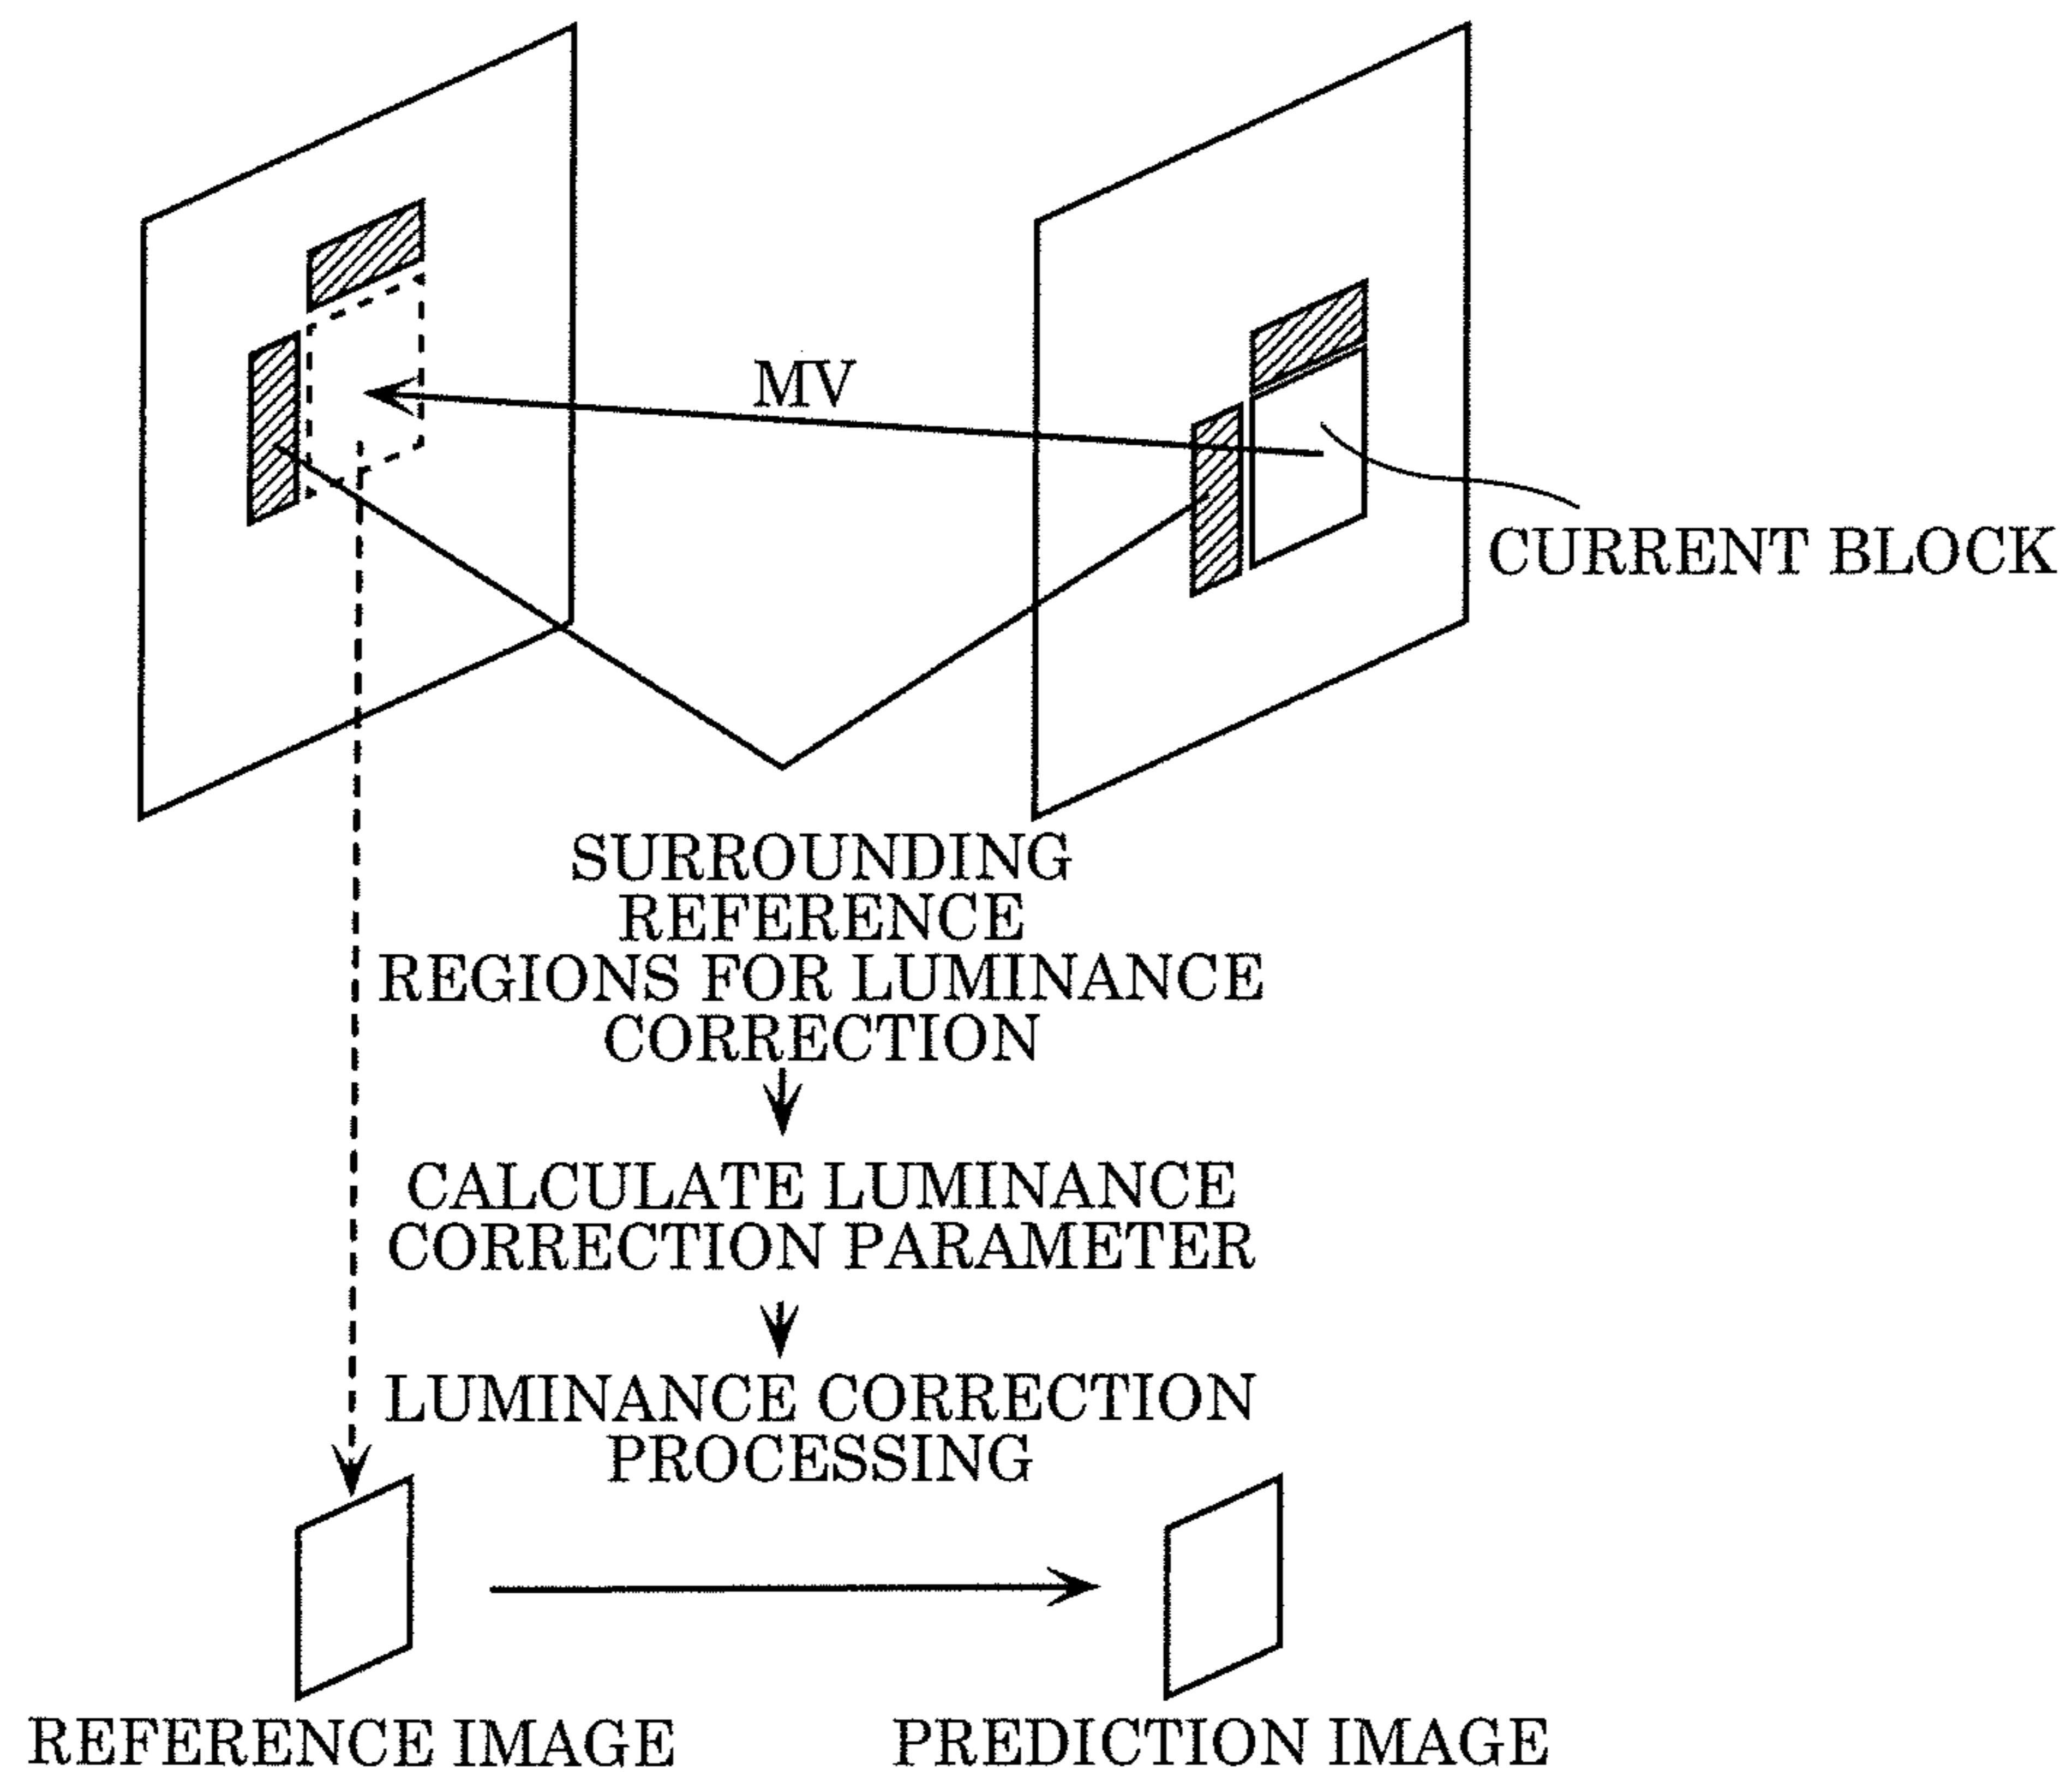 MV
CURRENT BLOCK
SURROUNDING
REFERENCE
REGIONS FOR LUMINANCE
CORRECTION
CALCULATE LUMINANCE
CORRECTION PARAMETER
LUMINANCE CORRECTION
PROCESSING
REFERENCE IMAGE
PREDICTION IMAGE